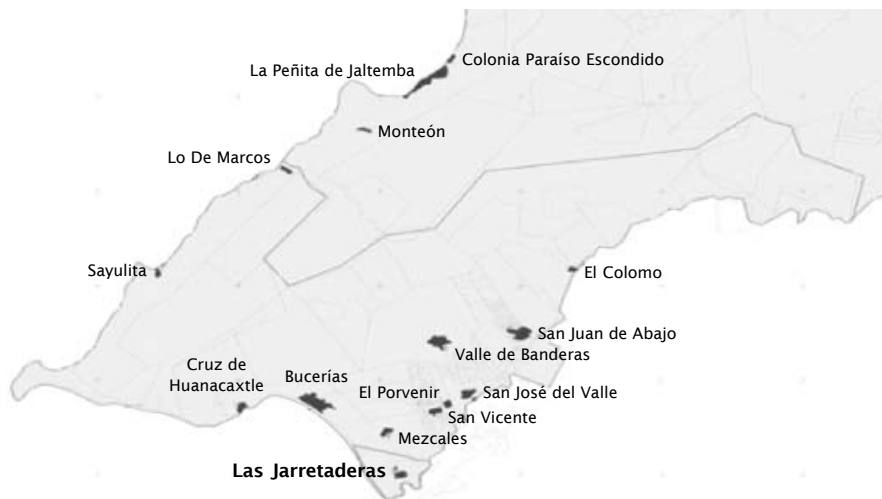 Colonia Paraíso Escondido
La Peñita de Jaltemba
Monteón
Lo De Marcos
Sayulita
El Colomo
San Juan de Abajo
Valle de Banderas
Cruz de
Huanacaxtle
Bucerías
El Porvenir
San José del Valle
San Vicente
Mezcales
Las Jarretaderas